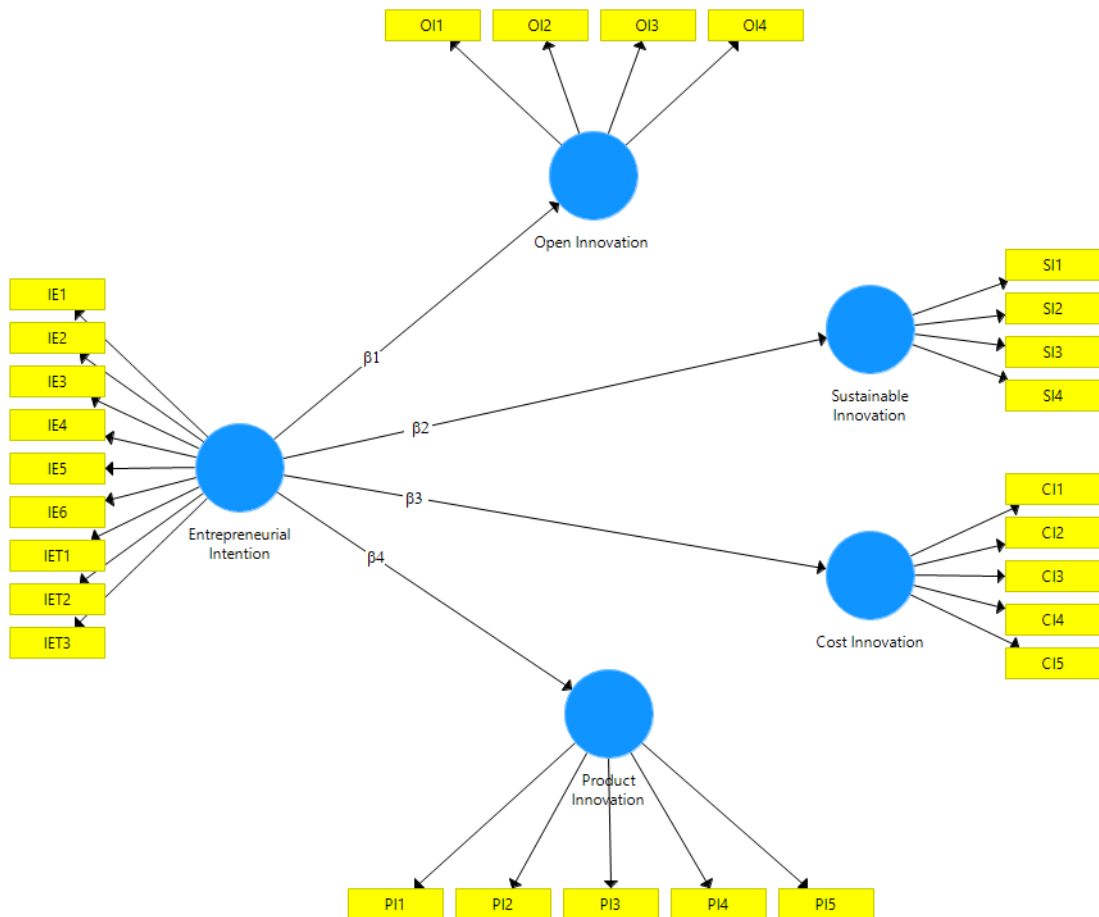 OI1
OI2
OI3
OI4
Open Innovation
SI1
SI2
SI3
SI4
Sustainable
Innovation
IE1
IE2
IE3
IE4
IE5
IE6
IET1
IET2
IET3
Entrepreneurial
Intention
β1
β2
β3
β4
CI1
CI2
CI3
CI4
CI5
Cost Innovation
Product
Innovation
PI1
PI2
PI3
PI4
PI5